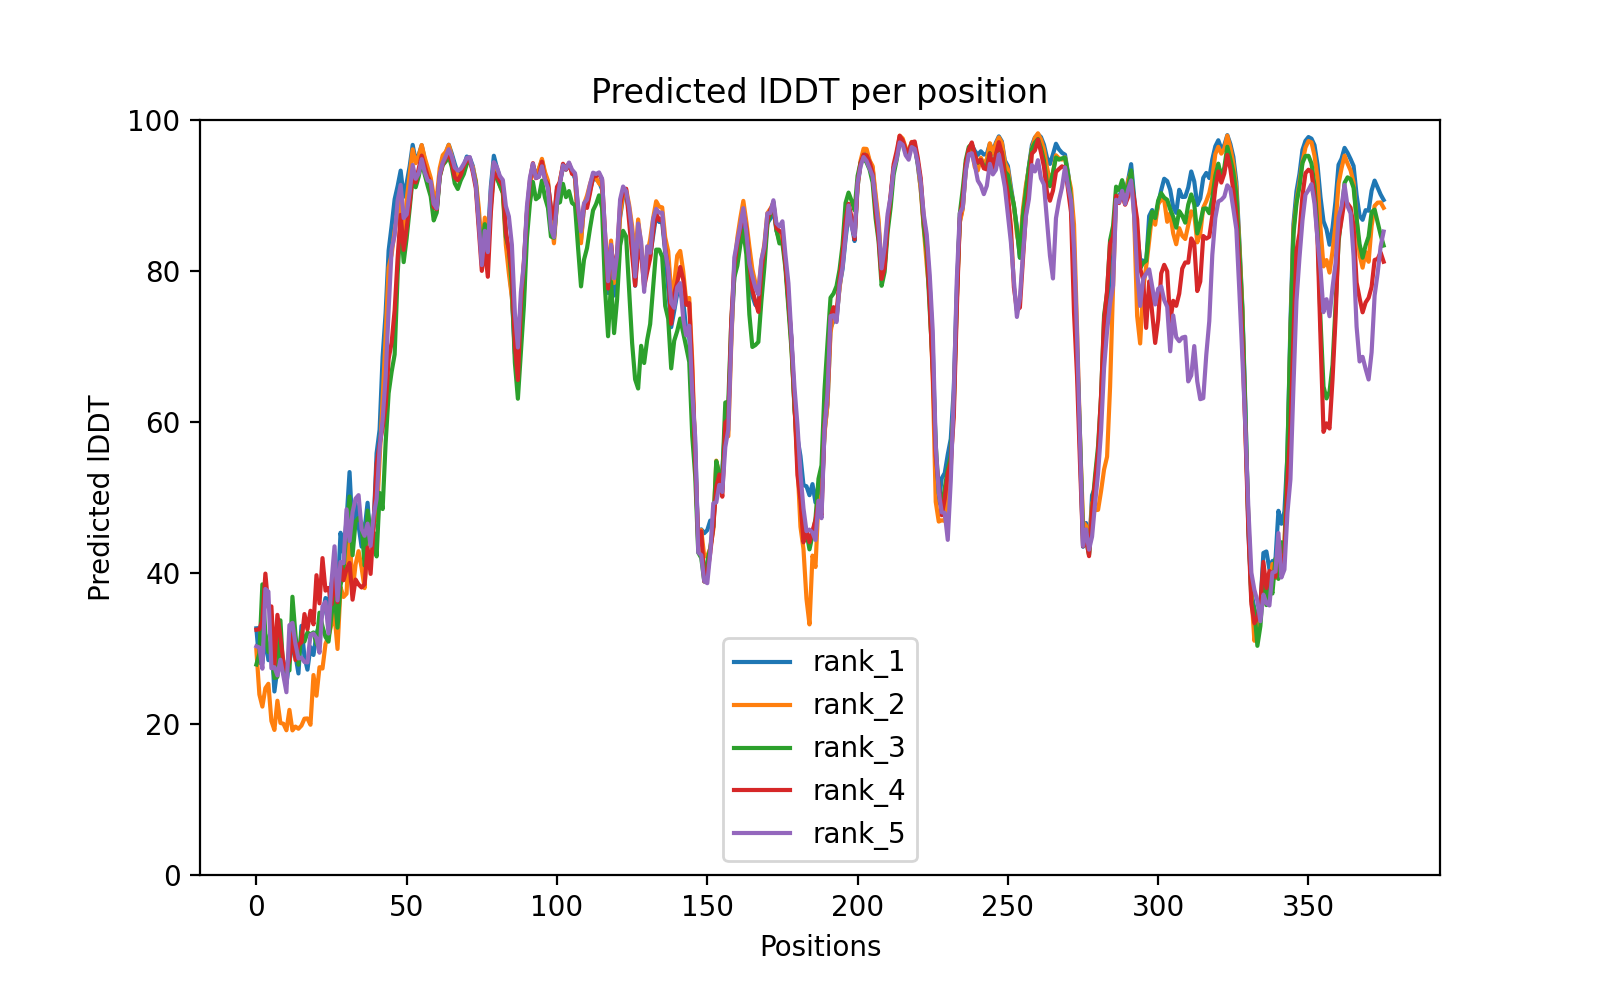 Predicted lDDT per position
100
80
60
40
20
0
Predicted lDDT
rank_1
rank_2
rank_3
rank_4
rank_5
0 50 100 150 200 250 300 350
Positions